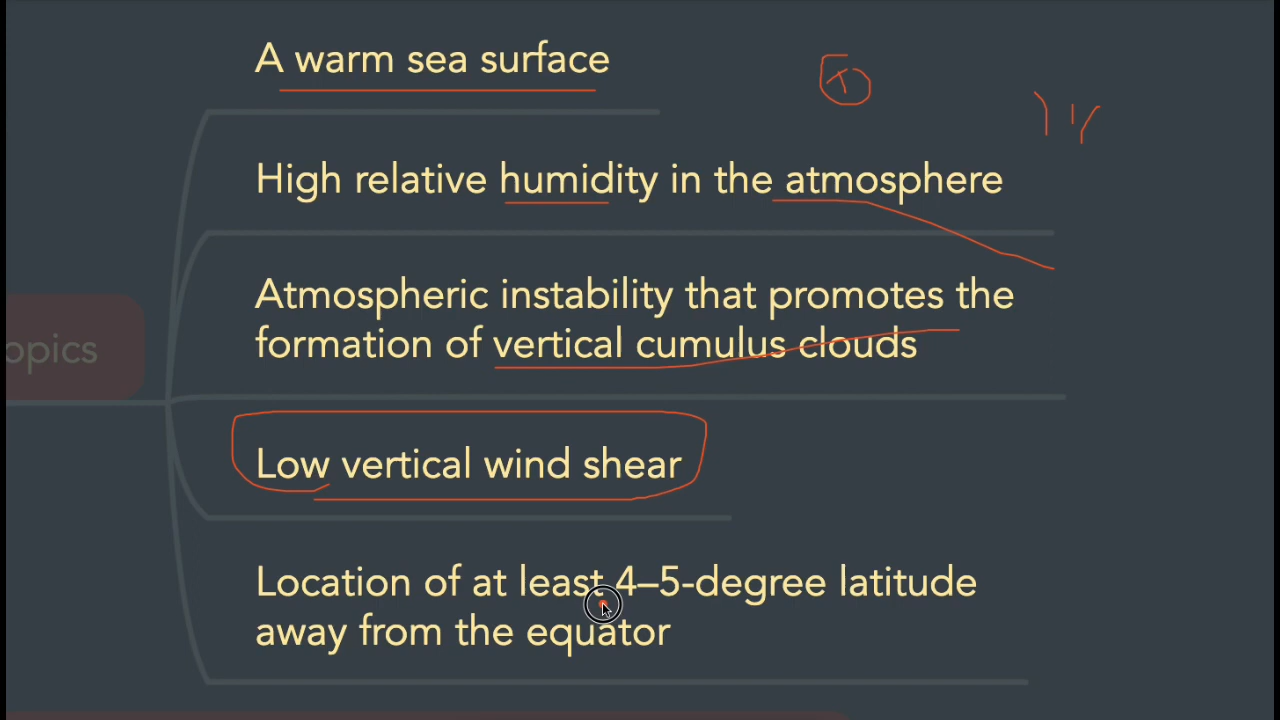 A warm sea surface
High relative humidity in the atmosphere
Atmospheric instability that promotes the
formation of vertical cumulus clouds
opics
Low vertical wind shear
Location of at least 4–5-degree latitude
away from the equator